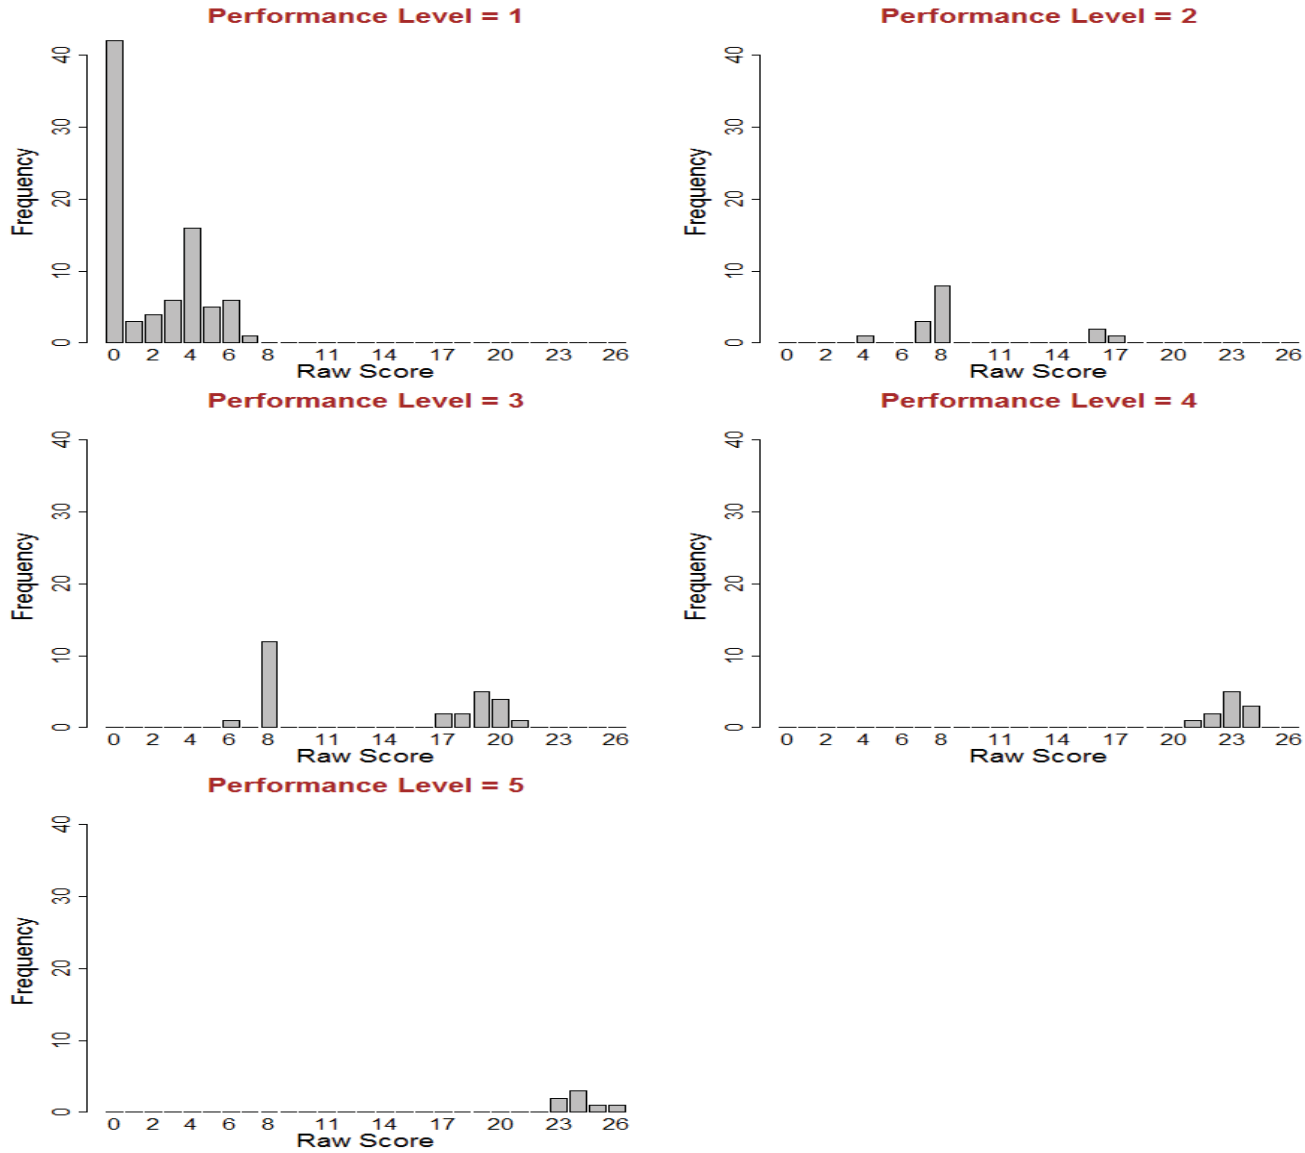 Performance Level = 1
40
30
20
10
0
Frequency
0 2 4 6 8 11 14 17 20 23 26
Raw Score
Performance Level = 2
40
30
20
10
0
Frequency
0 2 4 6 8 11 14 17 20 23 26
Raw Score
Performance Level = 3
40
30
20
10
0
Frequency
0 2 4 6 8 11 14 17 20 23 26
Raw Score
Performance Level = 4
40
30
20
10
0
Frequency
0 2 4 6 8 11 14 17 20 23 26
Raw Score
Performance Level = 5
40
30
20
10
0
Frequency
0 2 4 6 8 11 14 17 20 23 26
Raw Score